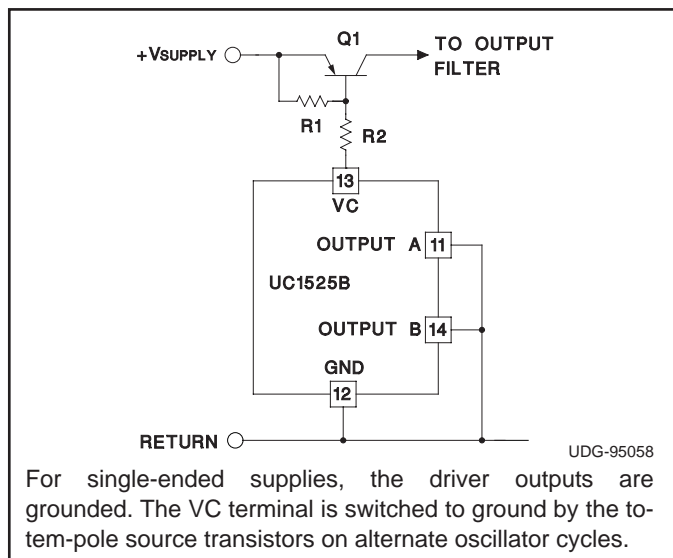 Q1
+VSUPPLY
TO OUTPUT
FILTER
R1
R2
13
VC
OUTPUT A 11
UC1525B
OUTPUT B 14
GND
12
RETURN
UDG-95058
For single-ended supplies, the driver outputs are
grounded. The VC terminal is switched to ground by the to-
tem-pole source transistors on alternate oscillator cycles.